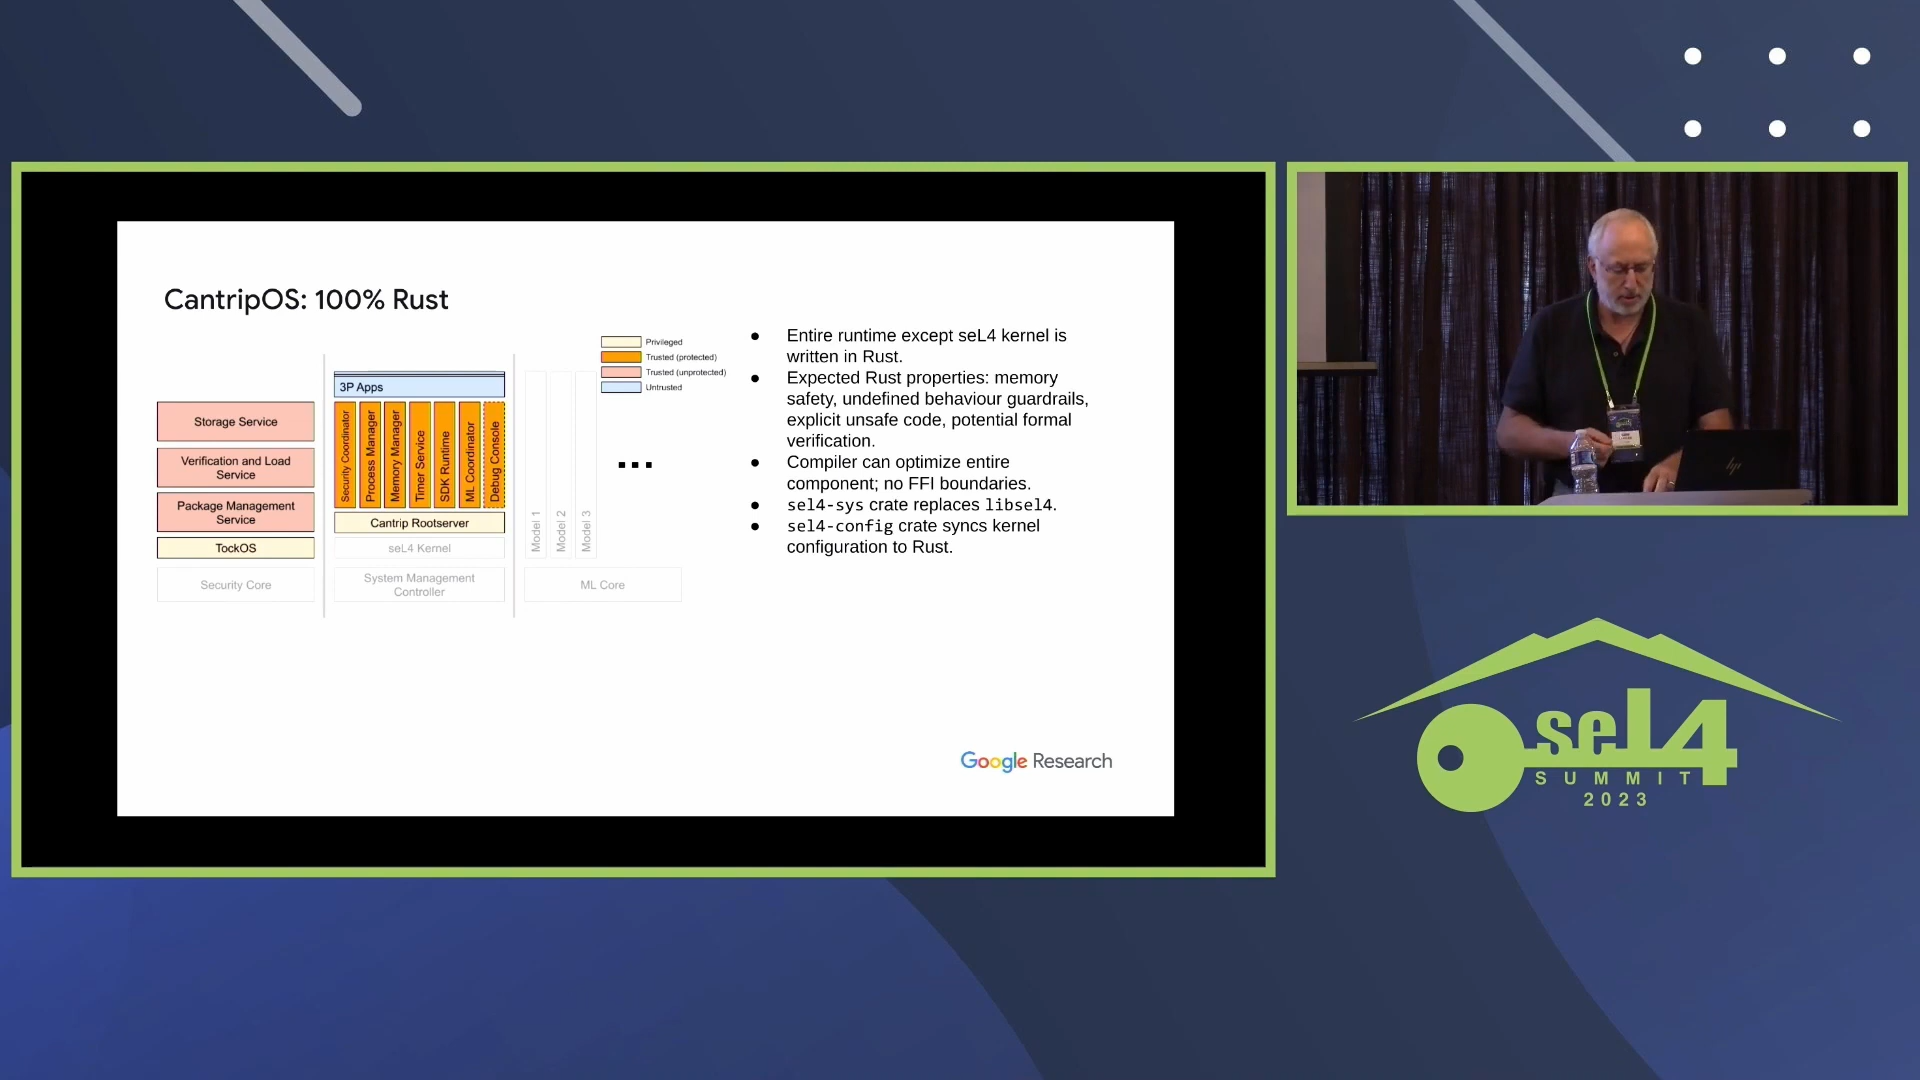 CantripOS: 100% Rust
Privileged
Trusted (protected)
Trusted (unprotected)
Untrusted
3P Apps
Storage Service
Verification and Load
Service
Package Management
Service
TockOS
Security Core
Security Coordinator
Process Manager
Memory Manager
Timer Service
SDK Runtime
ML Coordinator
Debug Console
Cantrip Rootserver
seL4 Kernel
System Management
Controller
Model 1
Model 2
Model 3
...
ML Core
● Entire runtime except seL4 kernel is
written in Rust.
● Expected Rust properties: memory
safety, undefined behaviour guardrails,
explicit unsafe code, potential formal
verification.
● Compiler can optimize entire
component; no FFI boundaries.
● sel4-sys crate replaces libsel4.
● sel4-config crate syncs kernel
configuration to Rust.
Google Research
hp
seL4
SUMMIT
2023